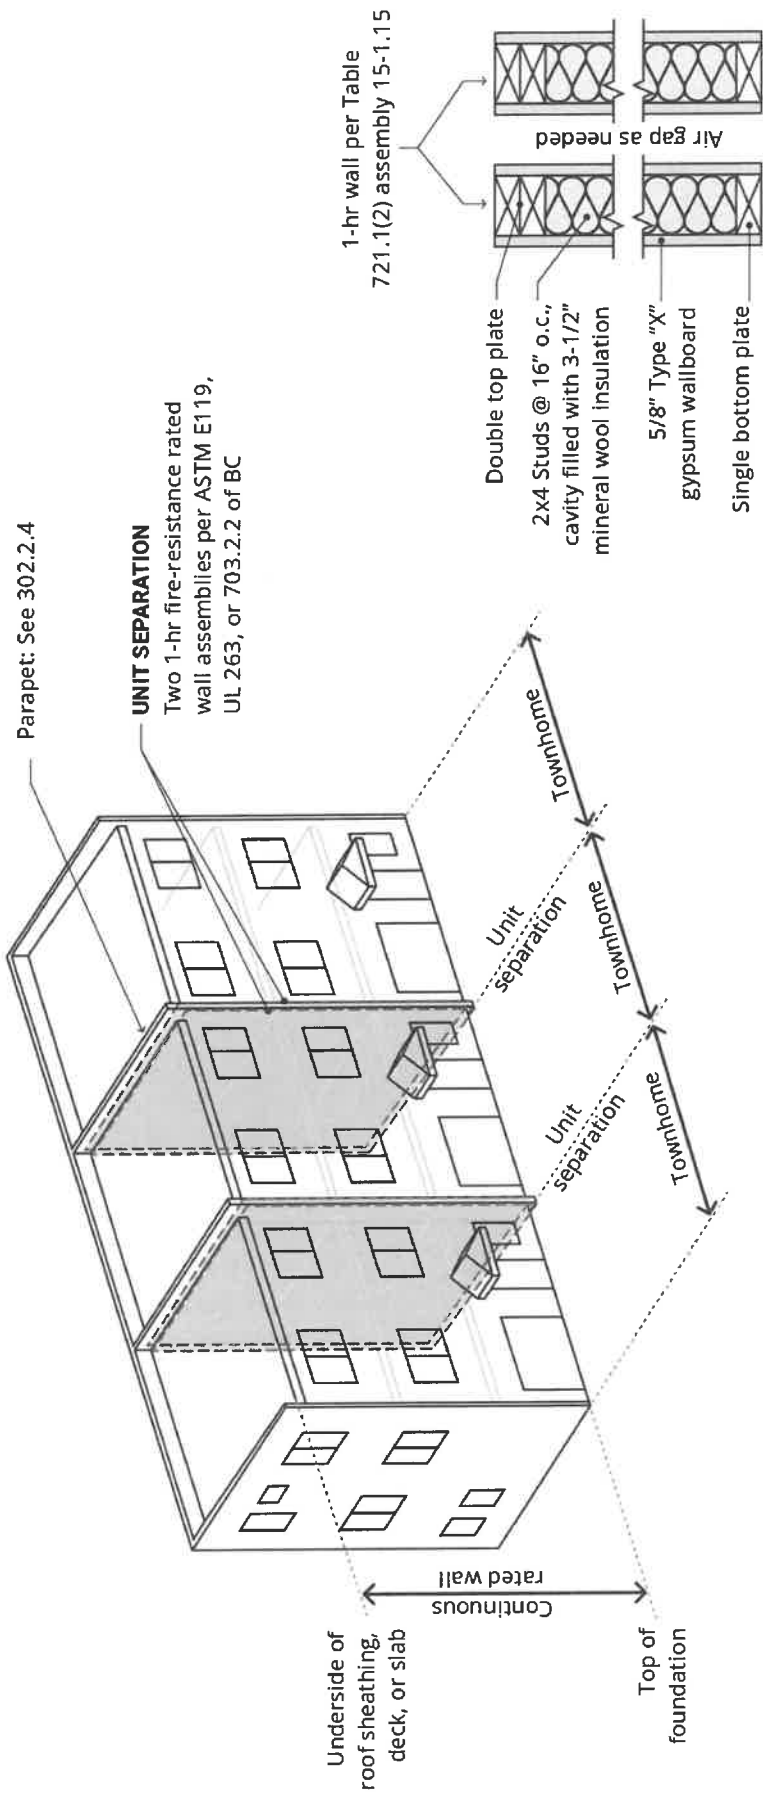 Parapet: See 302.2.4
UNIT SEPARATION
Two 1-hr fire-resistance rated
wall assemblies per ASTM E119,
UL 263, or 703.2.2 of BC
1-hr wall per Table
721.1(2) assembly 15-1.15
Double top plate
2x4 Studs @ 16" o.c.,
cavity filled with 3-1/2"
mineral wool insulation
5/8" Type "X"
gypsum wallboard
Single bottom plate
Air gap as needed
Underside of
roof sheathing,
deck, or slab
Continuous
rated wall
Top of
foundation
Unit
separation
Unit
separation
Townhome
Townhome
Townhome